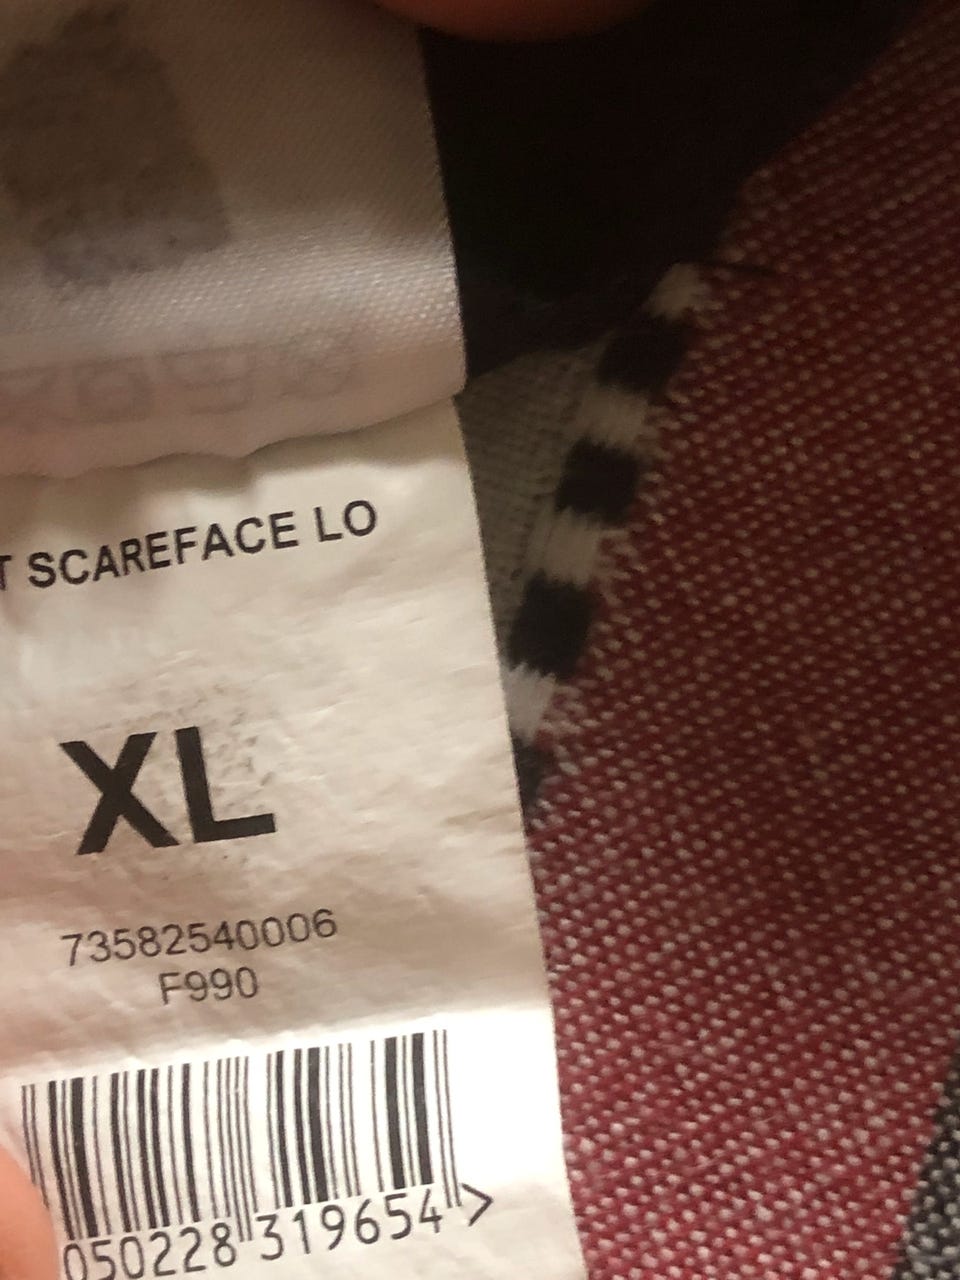 T SCAREFACE LO
XL
73582540006
F990
050228 319654 >